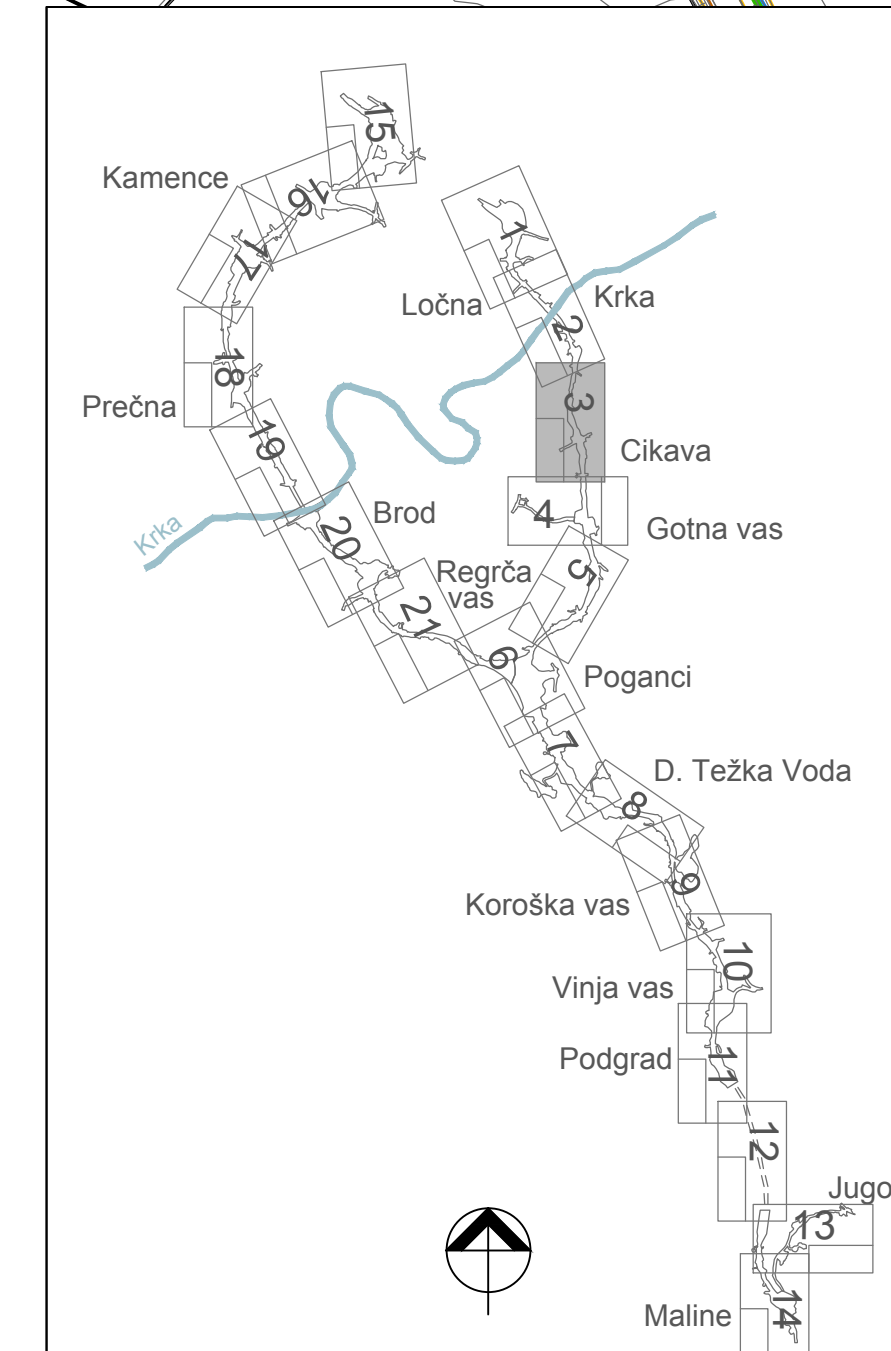 15
Kamence
16
1
17
Ločna
Krka
2
18
Prečna
3
19
Cikava
4
Brod
Gotna vas
Krka
20
5
Regrča
vas
21
6
Poganci
7
D. Težka Voda
8
9
Koroška vas
10
Vinja vas
Podgrad
11
12
Jugo
13
14
Maline